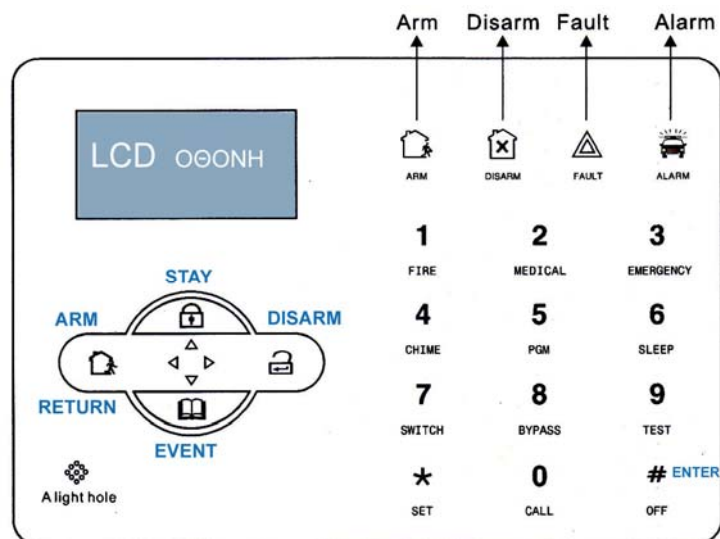 Arm Disarm Fault Alarm
LCD ΟΘΟΝΗ
ARM DISARM FAULT ALARM
1 2 3
FIRE MEDICAL EMERGENCY
STAY
ARM DISARM
4 5 6
CHIME PGM SLEEP
RETURN
EVENT
7 8 9
SWITCH BYPASS TEST
A light hole
* 0 # ENTER
SET CALL OFF